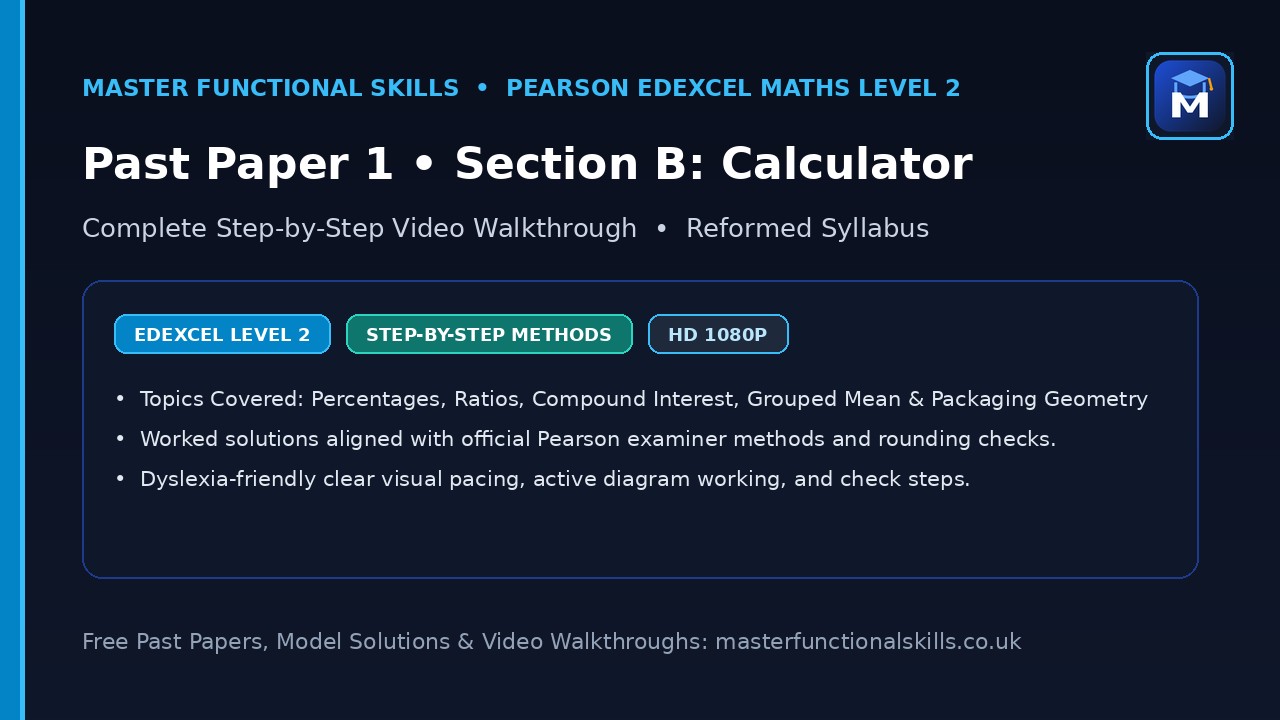 MASTER FUNCTIONAL SKILLS • PEARSON EDEXCEL MATHS LEVEL 2
M
Past Paper 1 • Section B: Calculator
Complete Step-by-Step Video Walkthrough • Reformed Syllabus
EDEXCEL LEVEL 2 STEP-BY-STEP METHODS HD 1080P
• Topics Covered: Percentages, Ratios, Compound Interest, Grouped Mean & Packaging Geometry
• Worked solutions aligned with official Pearson examiner methods and rounding checks.
• Dyslexia-friendly clear visual pacing, active diagram working, and check steps.
Free Past Papers, Model Solutions & Video Walkthroughs: masterfunctionalskills.co.uk